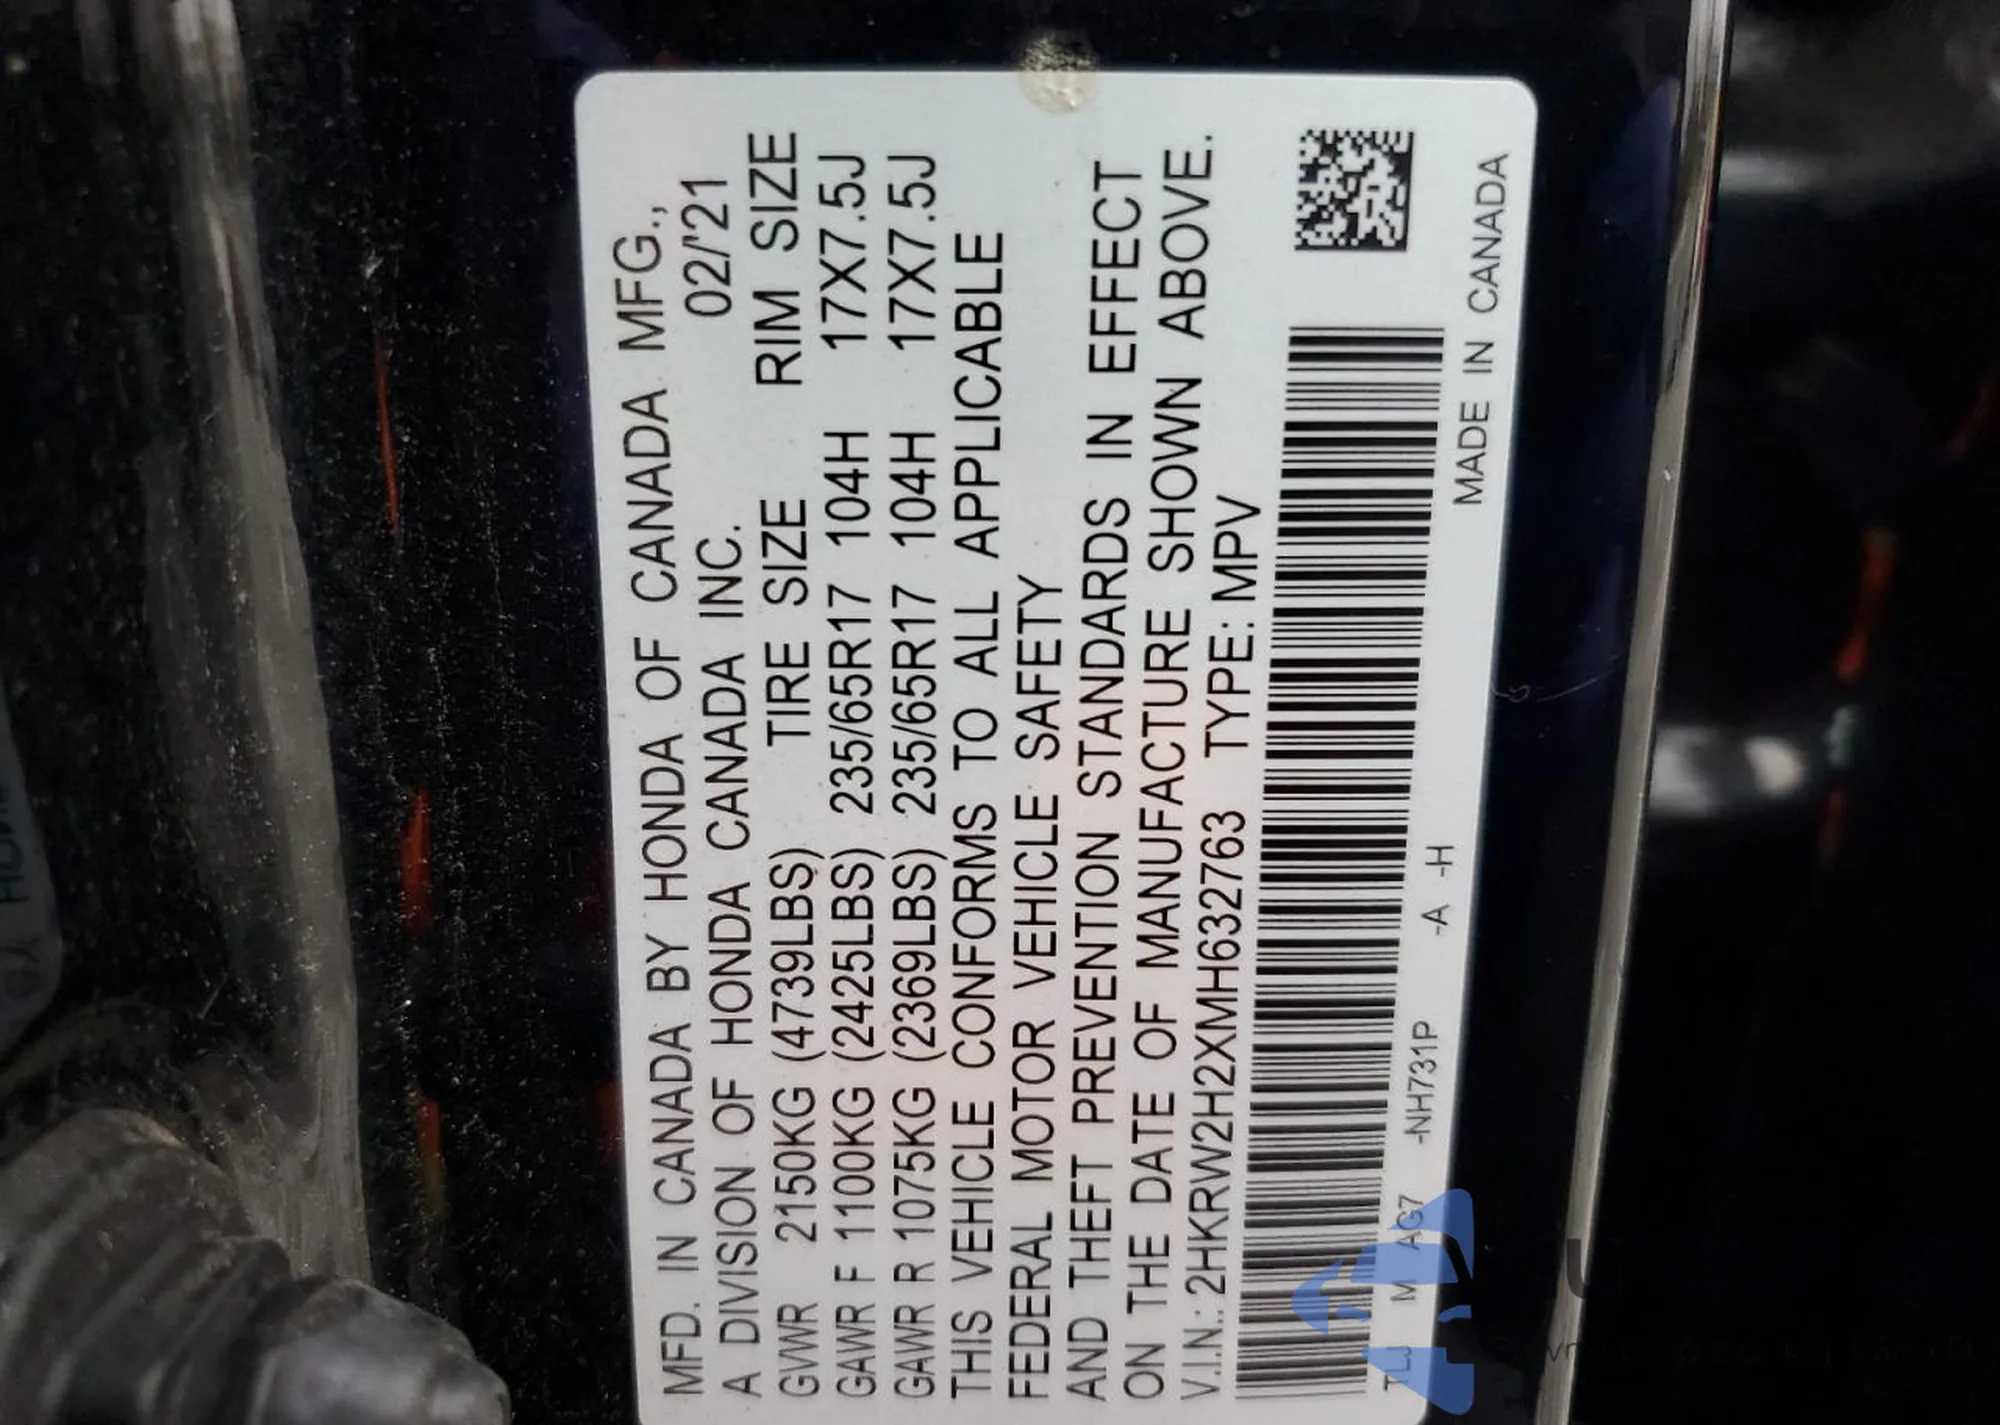 MFD. IN CANADA BY HONDA OF CANADA MFG.,
A DIVISION OF HONDA CANADA INC. 02/'21
GVWR 2150KG (4739LBS) TIRE SIZE RIM SIZE
GAWR F 1100KG (2425LBS) 235/65R17 104H 17X7.5J
GAWR R 1075KG (2369LBS) 235/65R17 104H 17X7.5J
THIS VEHICLE CONFORMS TO ALL APPLICABLE
FEDERAL MOTOR VEHICLE SAFETY
AND THEFT PREVENTION STANDARDS IN EFFECT
ON THE DATE OF MANUFACTURE SHOWN ABOVE.
V.I.N.: 2HKRW2H2XMH632763 TYPE: MPV
TLJ M AG7 -NH731P -A -H
MADE IN CANADA